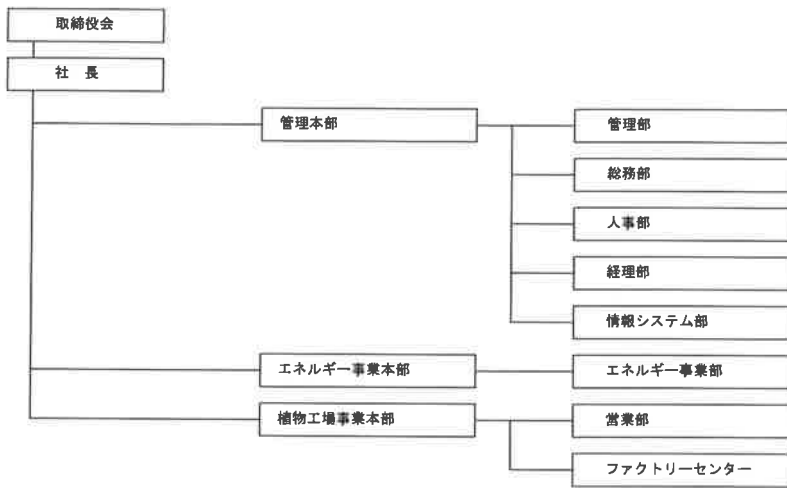 取締役会
社　長
管理本部
管理部
総務部
人事部
経理部
情報システム部
エネルギー事業本部
エネルギー事業部
植物工場事業本部
営業部
ファクトリーセンター